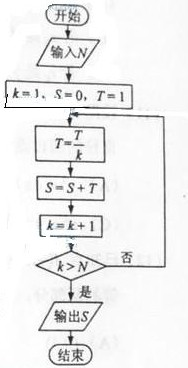 开始
输入N
k=1, S=0, T=1
T=T/k
S=S+T
k=k+1
k>N
否
是
输出S
结束